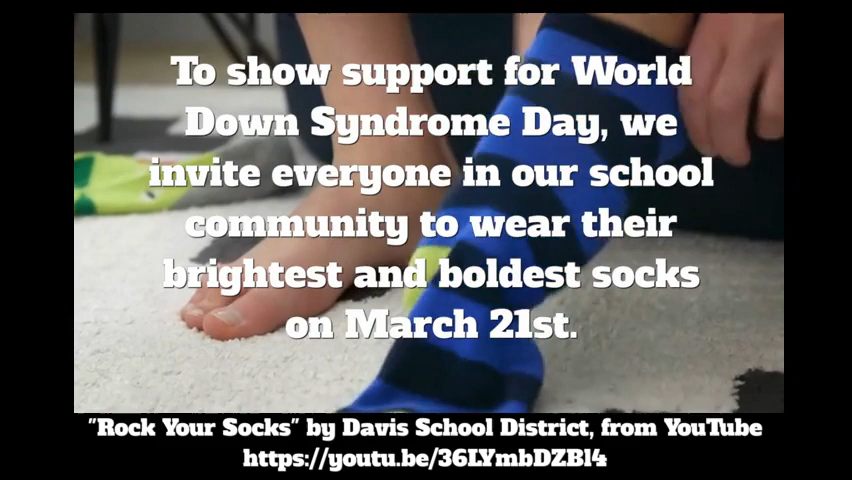 To show support for World
Down Syndrome Day, we
invite everyone in our school
community to wear their
brightest and boldest socks
on March 21st.
"Rock Your Socks" by Davis School District, from YouTube
https://youtu.be/36LYmbDZBl4